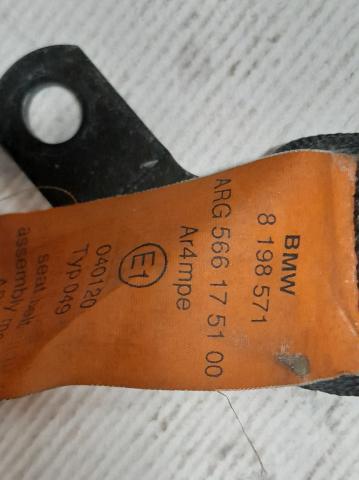 BMW
8 198 571
ARG 566 17 51 00
Ar4mpe
E1
040120
Typ 049
seat belt
assembly